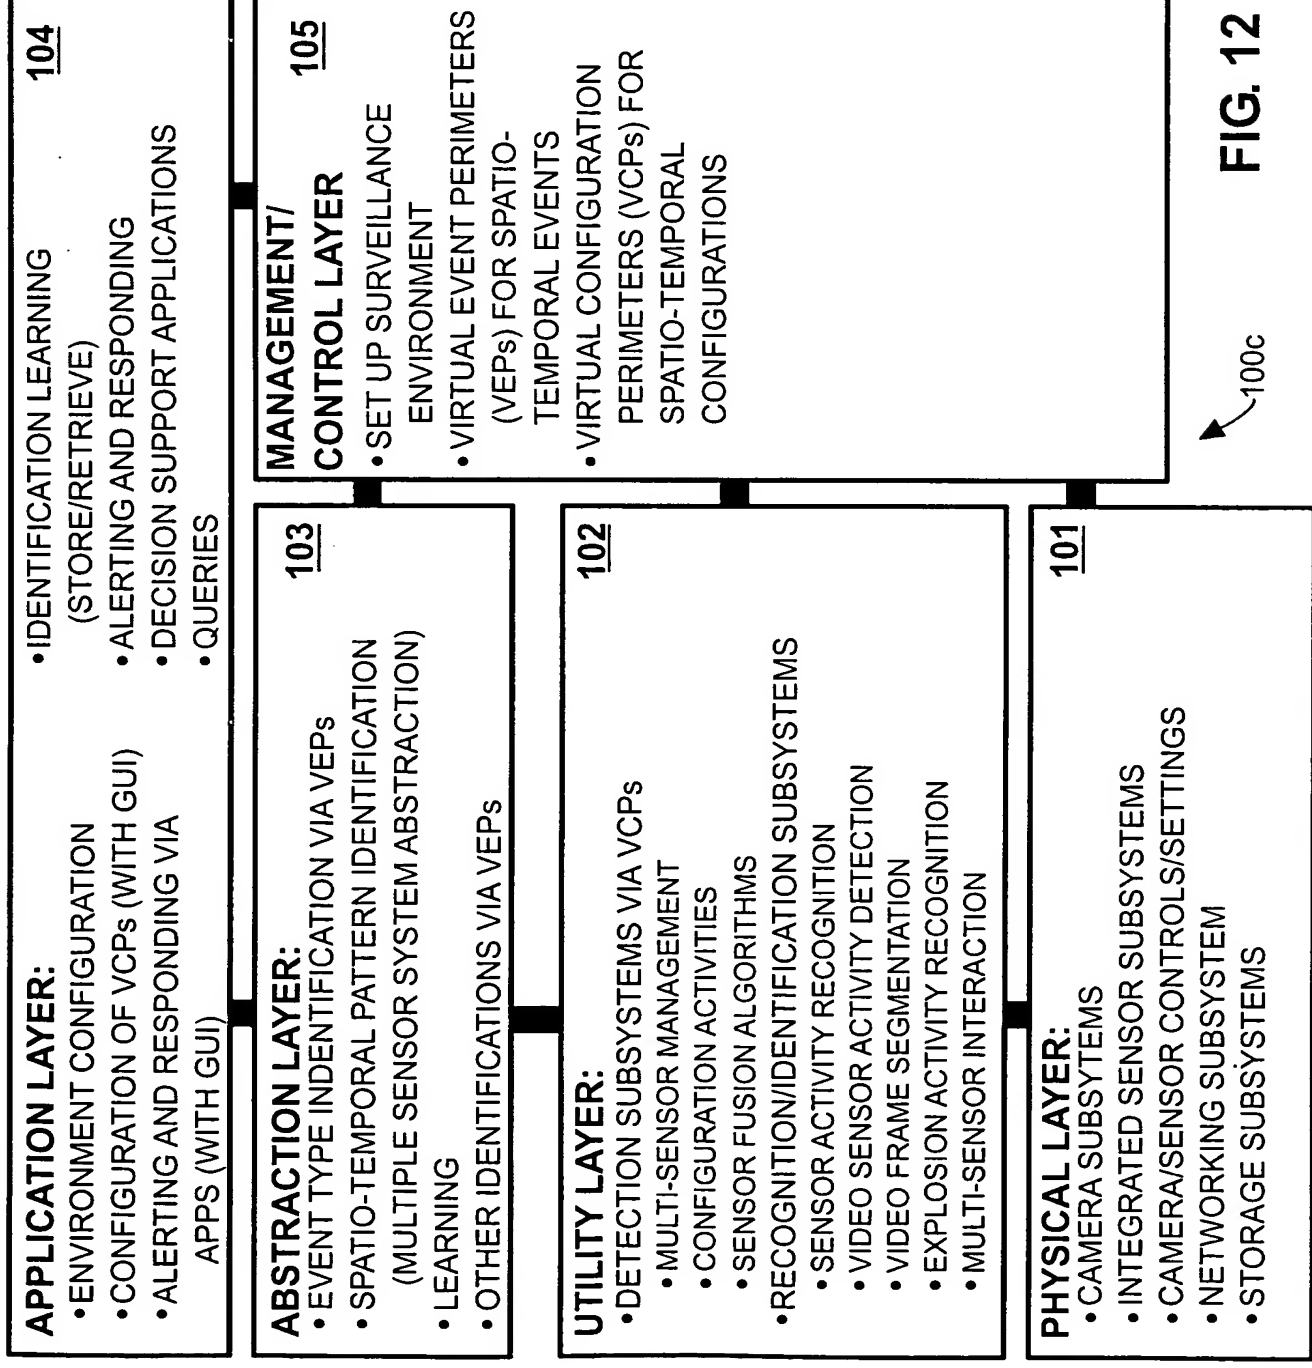 APPLICATION LAYER:
• ENVIRONMENT CONFIGURATION
• CONFIGURATION OF VCPs (WITH GUI)
• ALERTING AND RESPONDING VIA
APPS (WITH GUI)
• IDENTIFICATION LEARNING
(STORE/RETRIEVE)
• ALERTING AND RESPONDING
• DECISION SUPPORT APPLICATIONS
• QUERIES
104
ABSTRACTION LAYER:
103
• EVENT TYPE INDENTIFICATION VIA VEPs
• SPATIO-TEMPORAL PATTERN IDENTIFICATION
(MULTIPLE SENSOR SYSTEM ABSTRACTION)
• LEARNING
• OTHER IDENTIFICATIONS VIA VEPs
UTILITY LAYER:
102
• DETECTION SUBSYSTEMS VIA VCPs
• MULTI-SENSOR MANAGEMENT
• CONFIGURATION ACTIVITIES
• SENSOR FUSION ALGORITHMS
• RECOGNITION/IDENTIFICATION SUBSYSTEMS
• SENSOR ACTIVITY RECOGNITION
• VIDEO SENSOR ACTIVITY DETECTION
• VIDEO FRAME SEGMENTATION
• EXPLOSION ACTIVITY RECOGNITION
• MULTI-SENSOR INTERACTION
PHYSICAL LAYER:
101
• CAMERA SUBSYTEMS
• INTEGRATED SENSOR SUBSYSTEMS
• CAMERA/SENSOR CONTROLS/SETTINGS
• NETWORKING SUBSYSTEM
• STORAGE SUBSYSTEMS
MANAGEMENT/
CONTROL LAYER
105
• SET UP SURVEILLANCE
ENVIRONMENT
• VIRTUAL EVENT PERIMETERS
(VEPs) FOR SPATIO-
TEMPORAL EVENTS
• VIRTUAL CONFIGURATION
PERIMETERS (VCPs) FOR
SPATIO-TEMPORAL
CONFIGURATIONS
100c
FIG. 12